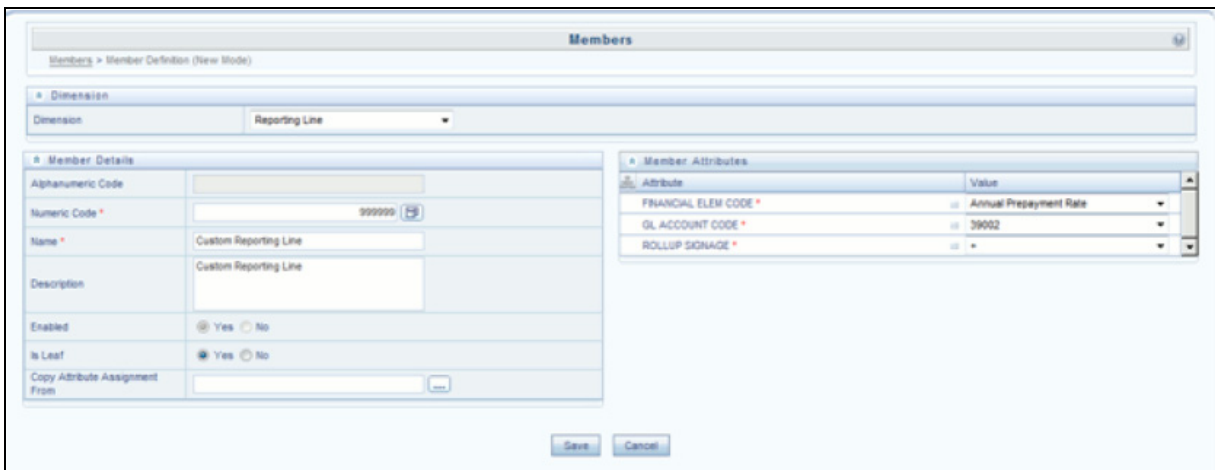 Members
Members > Member Definition (New Mode)
Dimension
Dimension Reporting Line
Member Details
Alphanumeric Code
Numeric Code * 999999
Name * Custom Reporting Line
Description Custom Reporting Line
Enabled Yes No
Is Leaf Yes No
Copy Attribute Assignment
From ...
Member Attributes
Attribute Value
FINANCIAL ELEM CODE * Annual Prepayment Rate
GL ACCOUNT CODE * 39002
ROLLUP SIGNAGE *
Save Cancel